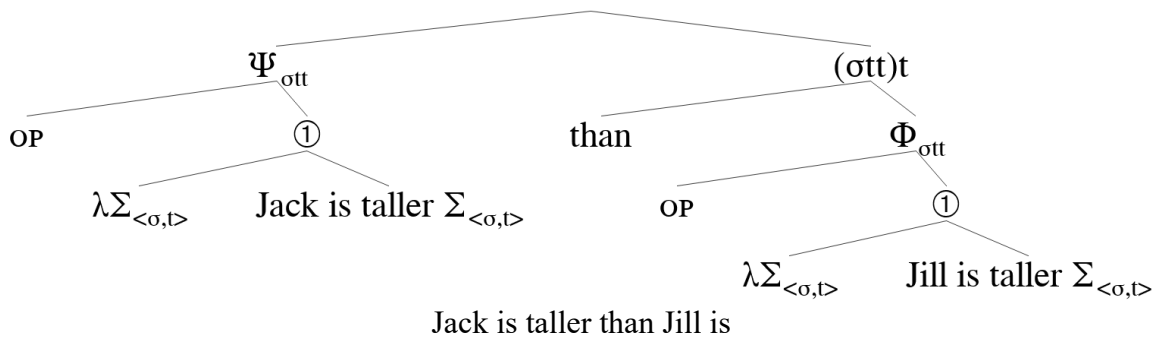 Ψσtt (σtt)t
OP ① than Φσtt
λΣ<σ,t> Jack is taller Σ<σ,t> OP ①
λΣ<σ,t> Jill is taller Σ<σ,t>
Jack is taller than Jill is